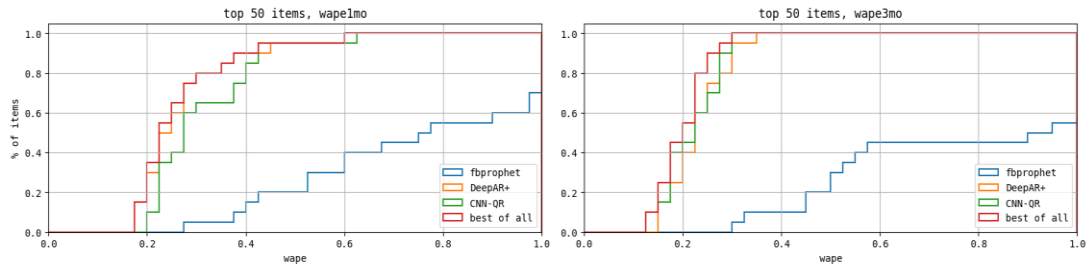 top 50 items, wape1mo
% of items
1.0
0.8
0.6
0.4
0.2
0.0
0.0 0.2 0.4 0.6 0.8 1.0
wape
fbprophet
DeepAR+
CNN-QR
best of all
top 50 items, wape3mo
1.0
0.8
0.6
0.4
0.2
0.0
0.0 0.2 0.4 0.6 0.8 1.0
wape
fbprophet
DeepAR+
CNN-QR
best of all